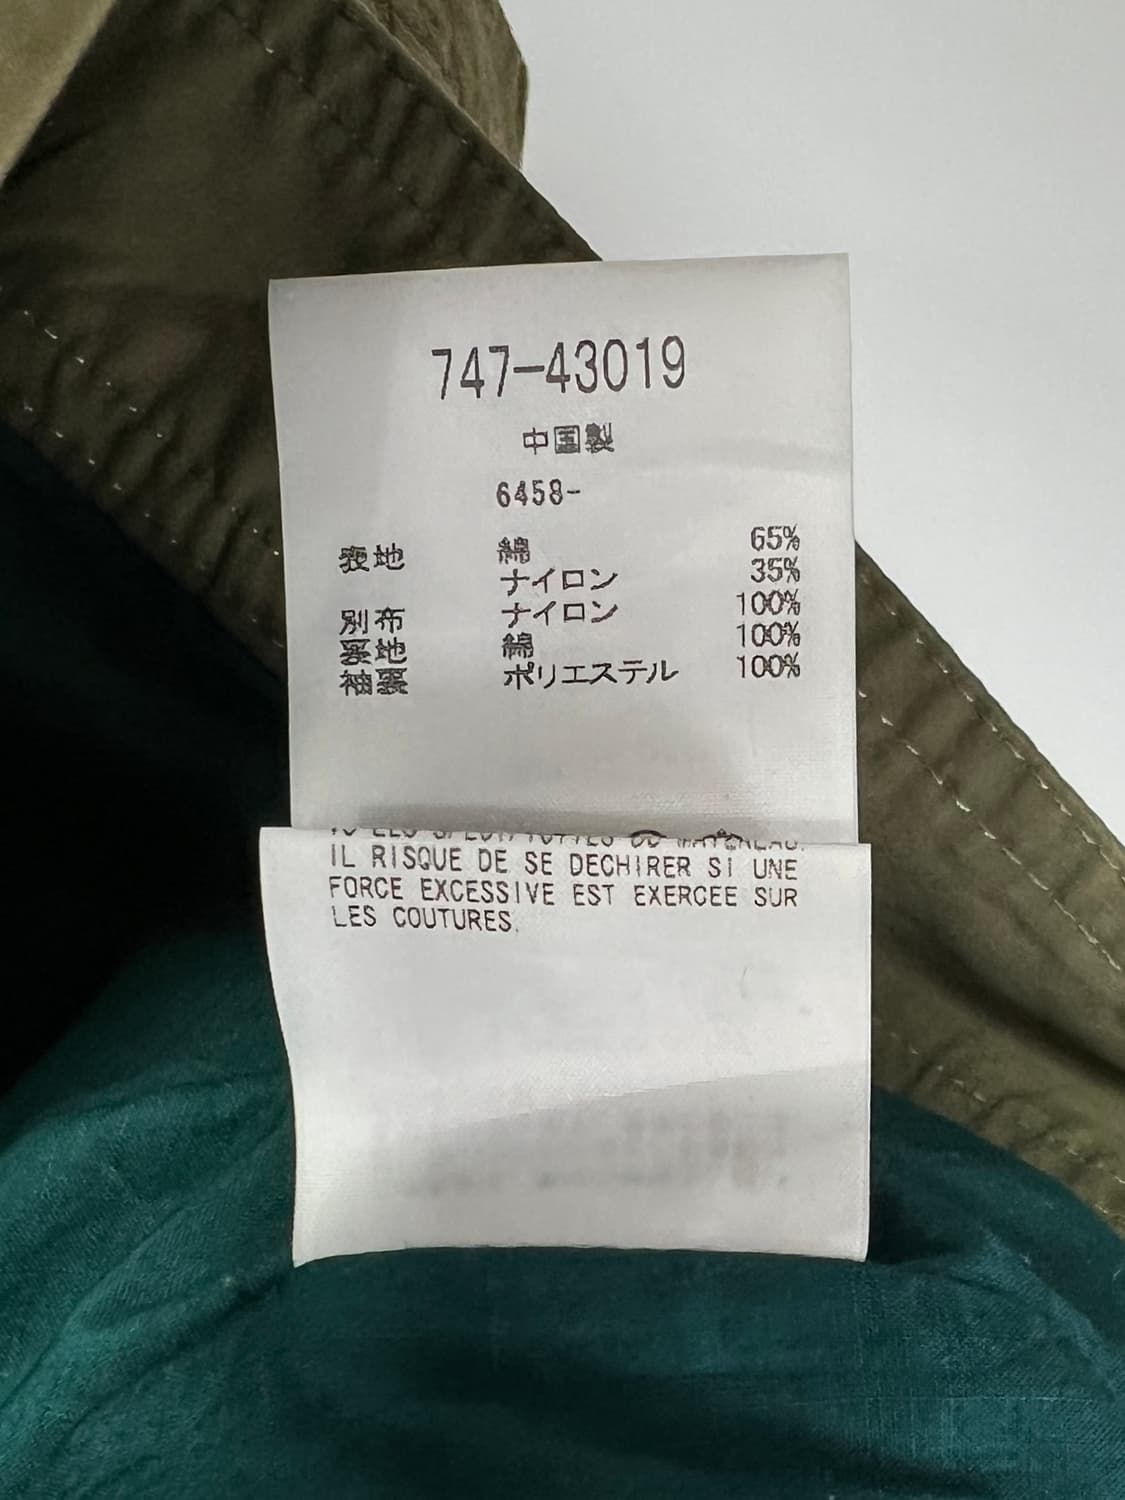 747-43019
中国製
6458-
表地 綿 65%
ナイロン 35%
別布 ナイロン 100%
裏地 綿 100%
袖裏 ポリエステル 100%
IL RISQUE DE SE DECHIRER SI UNE
FORCE EXCESSIVE EST EXERCEE SUR
LES COUTURES.